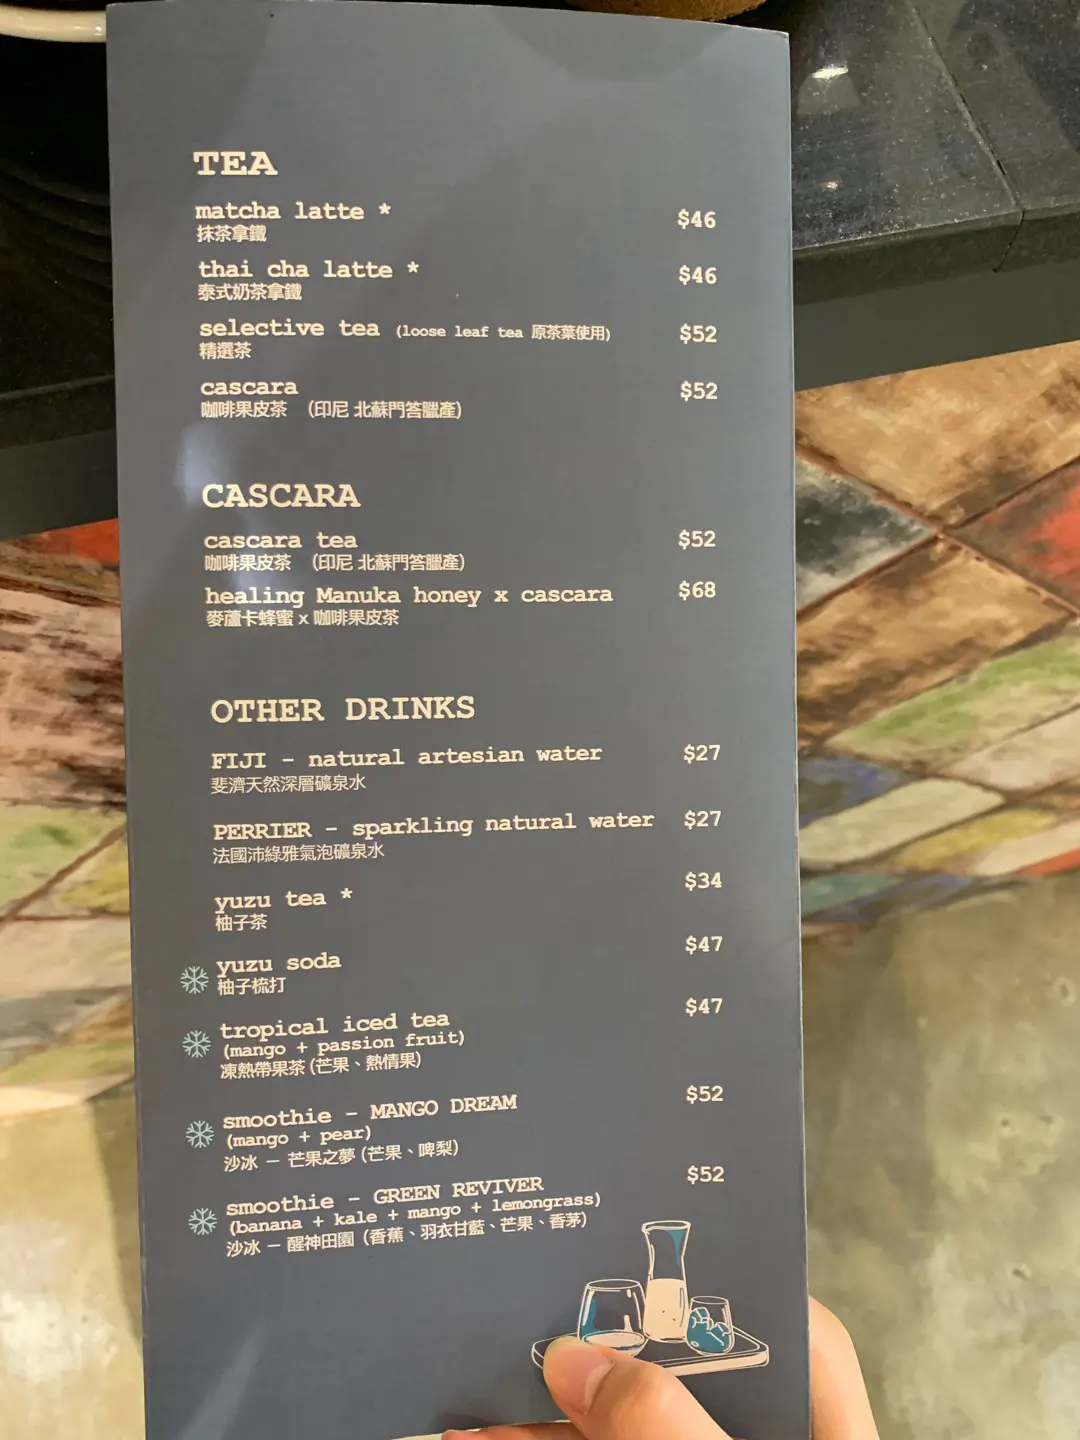 TEA
matcha latte * $46
抹茶拿鐵
thai cha latte * $46
泰式奶茶拿鐵
selective tea (loose leaf tea 原茶葉使用) $52
精選茶
cascara $52
咖啡果皮茶 (印尼 北蘇門答臘產)
CASCARA
cascara tea $52
咖啡果皮茶 (印尼 北蘇門答臘產)
healing Manuka honey x cascara $68
麥蘆卡蜂蜜 x 咖啡果皮茶
OTHER DRINKS
FIJI - natural artesian water $27
斐濟天然深層礦泉水
PERRIER - sparkling natural water $27
法國沛綠雅氣泡礦泉水
yuzu tea * $34
柚子茶
yuzu soda $47
柚子梳打
tropical iced tea $47
(mango + passion fruit)
凍熱帶果茶 (芒果、熱情果)
smoothie - MANGO DREAM $52
(mango + pear)
沙冰 － 芒果之夢 (芒果、啤梨)
smoothie - GREEN REVIVER $52
(banana + kale + mango + lemongrass)
沙冰 － 醒神田園 (香蕉、羽衣甘藍、芒果、香茅)